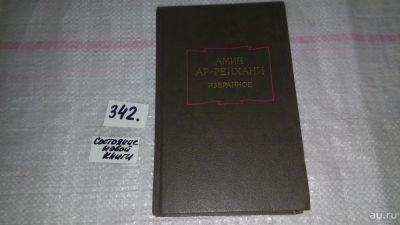 АМИН
АР-РЕЙХАНИ
ИЗБРАННОЕ
342.
Состояние
новой
книги
au.ru